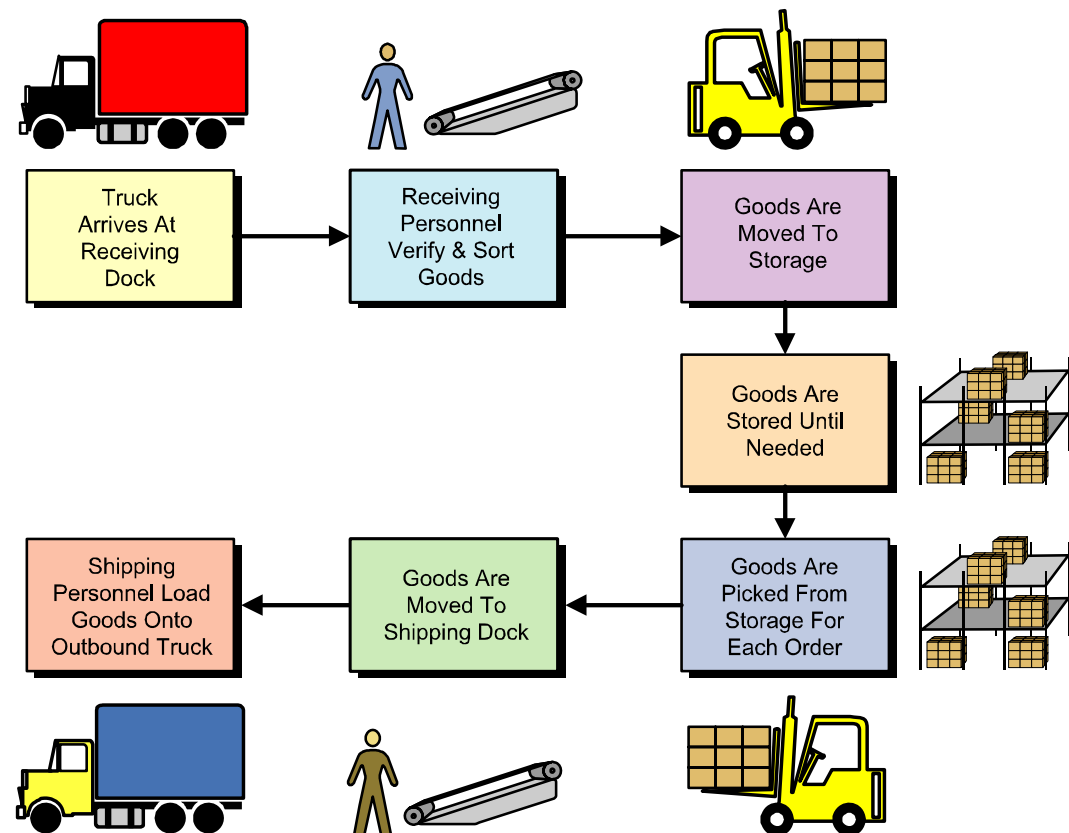 Truck
Arrives At
Receiving
Dock
Receiving
Personnel
Verify & Sort
Goods
Goods Are
Moved To
Storage
Goods Are
Stored Until
Needed
Goods Are
Picked From
Storage For
Each Order
Goods Are
Moved To
Shipping Dock
Shipping
Personnel Load
Goods Onto
Outbound Truck